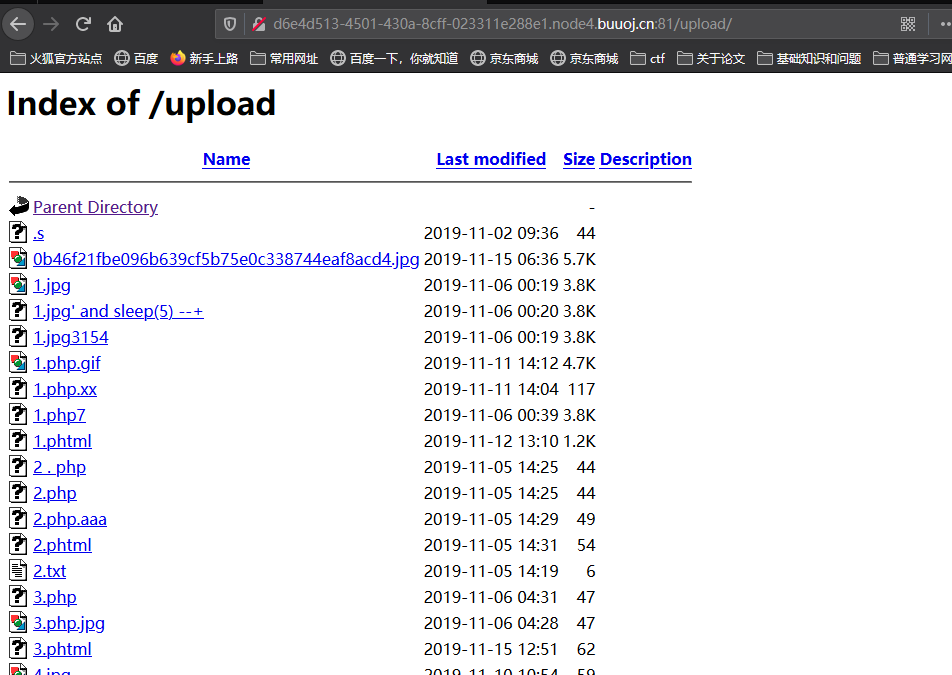 d6e4d513-4501-430a-8cff-023311e288e1.node4.buuoj.cn:81/upload/
火狐官方站点 百度 新手上路 常用网址 百度一下，你就知道 京东商城 京东商城 ctf 关于论文 基础知识和问题 普通学习网
Index of /upload
Name Last modified Size Description
Parent Directory -
.s 2019-11-02 09:36 44
0b46f21fbe096b639cf5b75e0c338744eaf8acd4.jpg 2019-11-15 06:36 5.7K
1.jpg 2019-11-06 00:19 3.8K
1.jpg' and sleep(5) --+ 2019-11-06 00:20 3.8K
1.jpg3154 2019-11-06 00:19 3.8K
1.php.gif 2019-11-11 14:12 4.7K
1.php.xx 2019-11-11 14:04 117
1.php7 2019-11-06 00:39 3.8K
1.phtml 2019-11-12 13:10 1.2K
2 . php 2019-11-05 14:25 44
2.php 2019-11-05 14:25 44
2.php.aaa 2019-11-05 14:29 49
2.phtml 2019-11-05 14:31 54
2.txt 2019-11-05 14:19 6
3.php 2019-11-06 04:31 47
3.php.jpg 2019-11-06 04:28 47
3.phtml 2019-11-15 12:51 62
4.jpg 2019-11-10 10:54 59